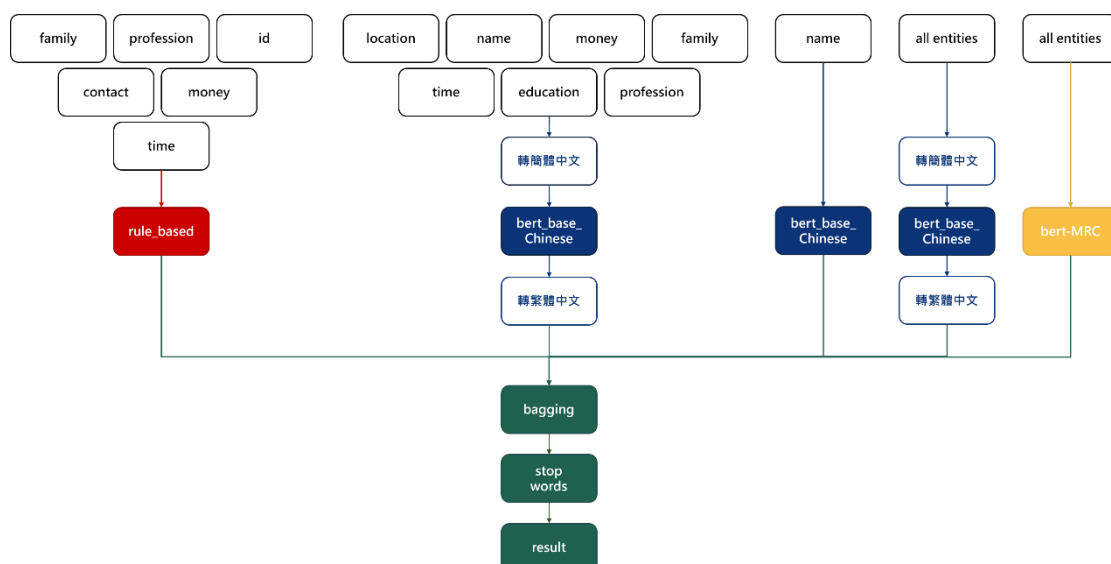 family
profession
id
location
name
money
family
name
all entities
all entities
contact
money
time
education
profession
time
轉簡體中文
轉簡體中文
rule_based
bert_base_
Chinese
bert_base_
Chinese
bert_base_
Chinese
bert-MRC
轉繁體中文
轉繁體中文
bagging
stop
words
result